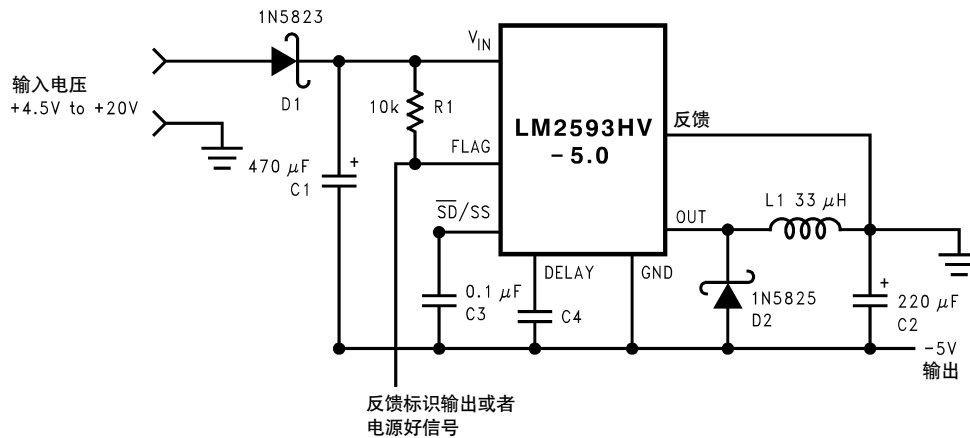 1N5823
D1
输入电压
+4.5V to +20V
470 μF
C1
+
10k
R1
VIN
FLAG
SD/SS
0.1 μF
C3
LM2593HV
-5.0
DELAY
C4
GND
反馈
OUT
L1 33 μH
1N5825
D2
+
220 μF
C2
-5V
输出
反馈标识输出或者
电源好信号